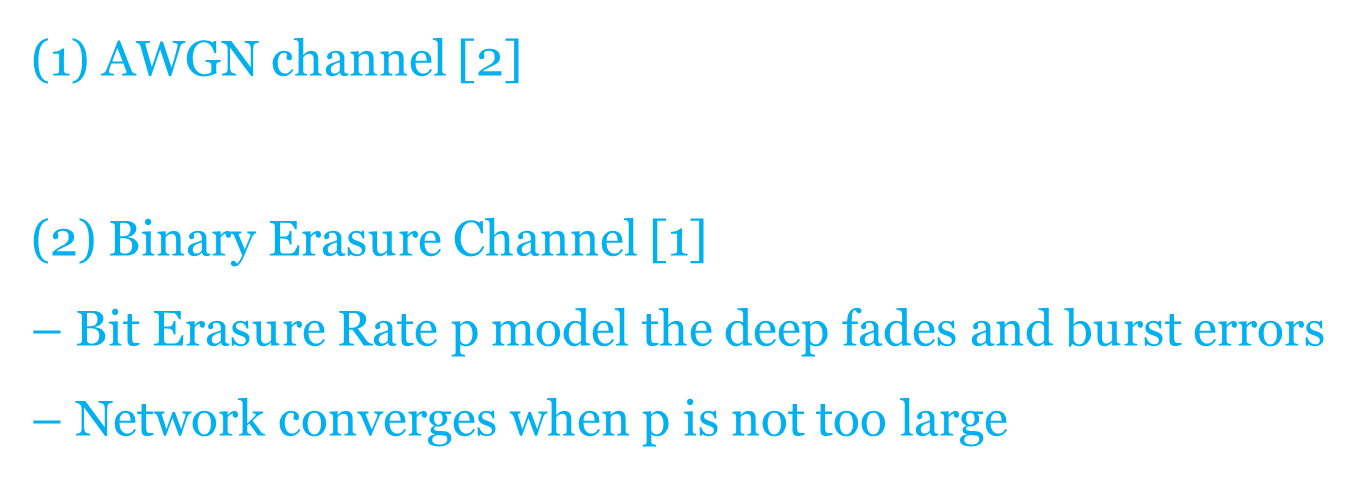 (1) AWGN channel [2]
(2) Binary Erasure Channel [1]
– Bit Erasure Rate p model the deep fades and burst errors
– Network converges when p is not too large